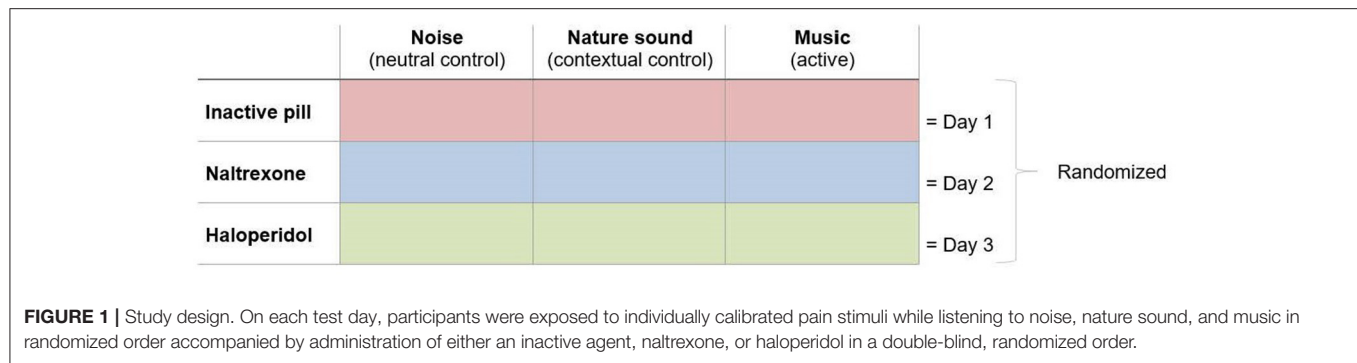 Noise Nature sound Music
(neutral control) (contextual control) (active)
Inactive pill = Day 1
Naltrexone = Day 2 Randomized
Haloperidol = Day 3
FIGURE 1 | Study design. On each test day, participants were exposed to individually calibrated pain stimuli while listening to noise, nature sound, and music in
randomized order accompanied by administration of either an inactive agent, naltrexone, or haloperidol in a double-blind, randomized order.